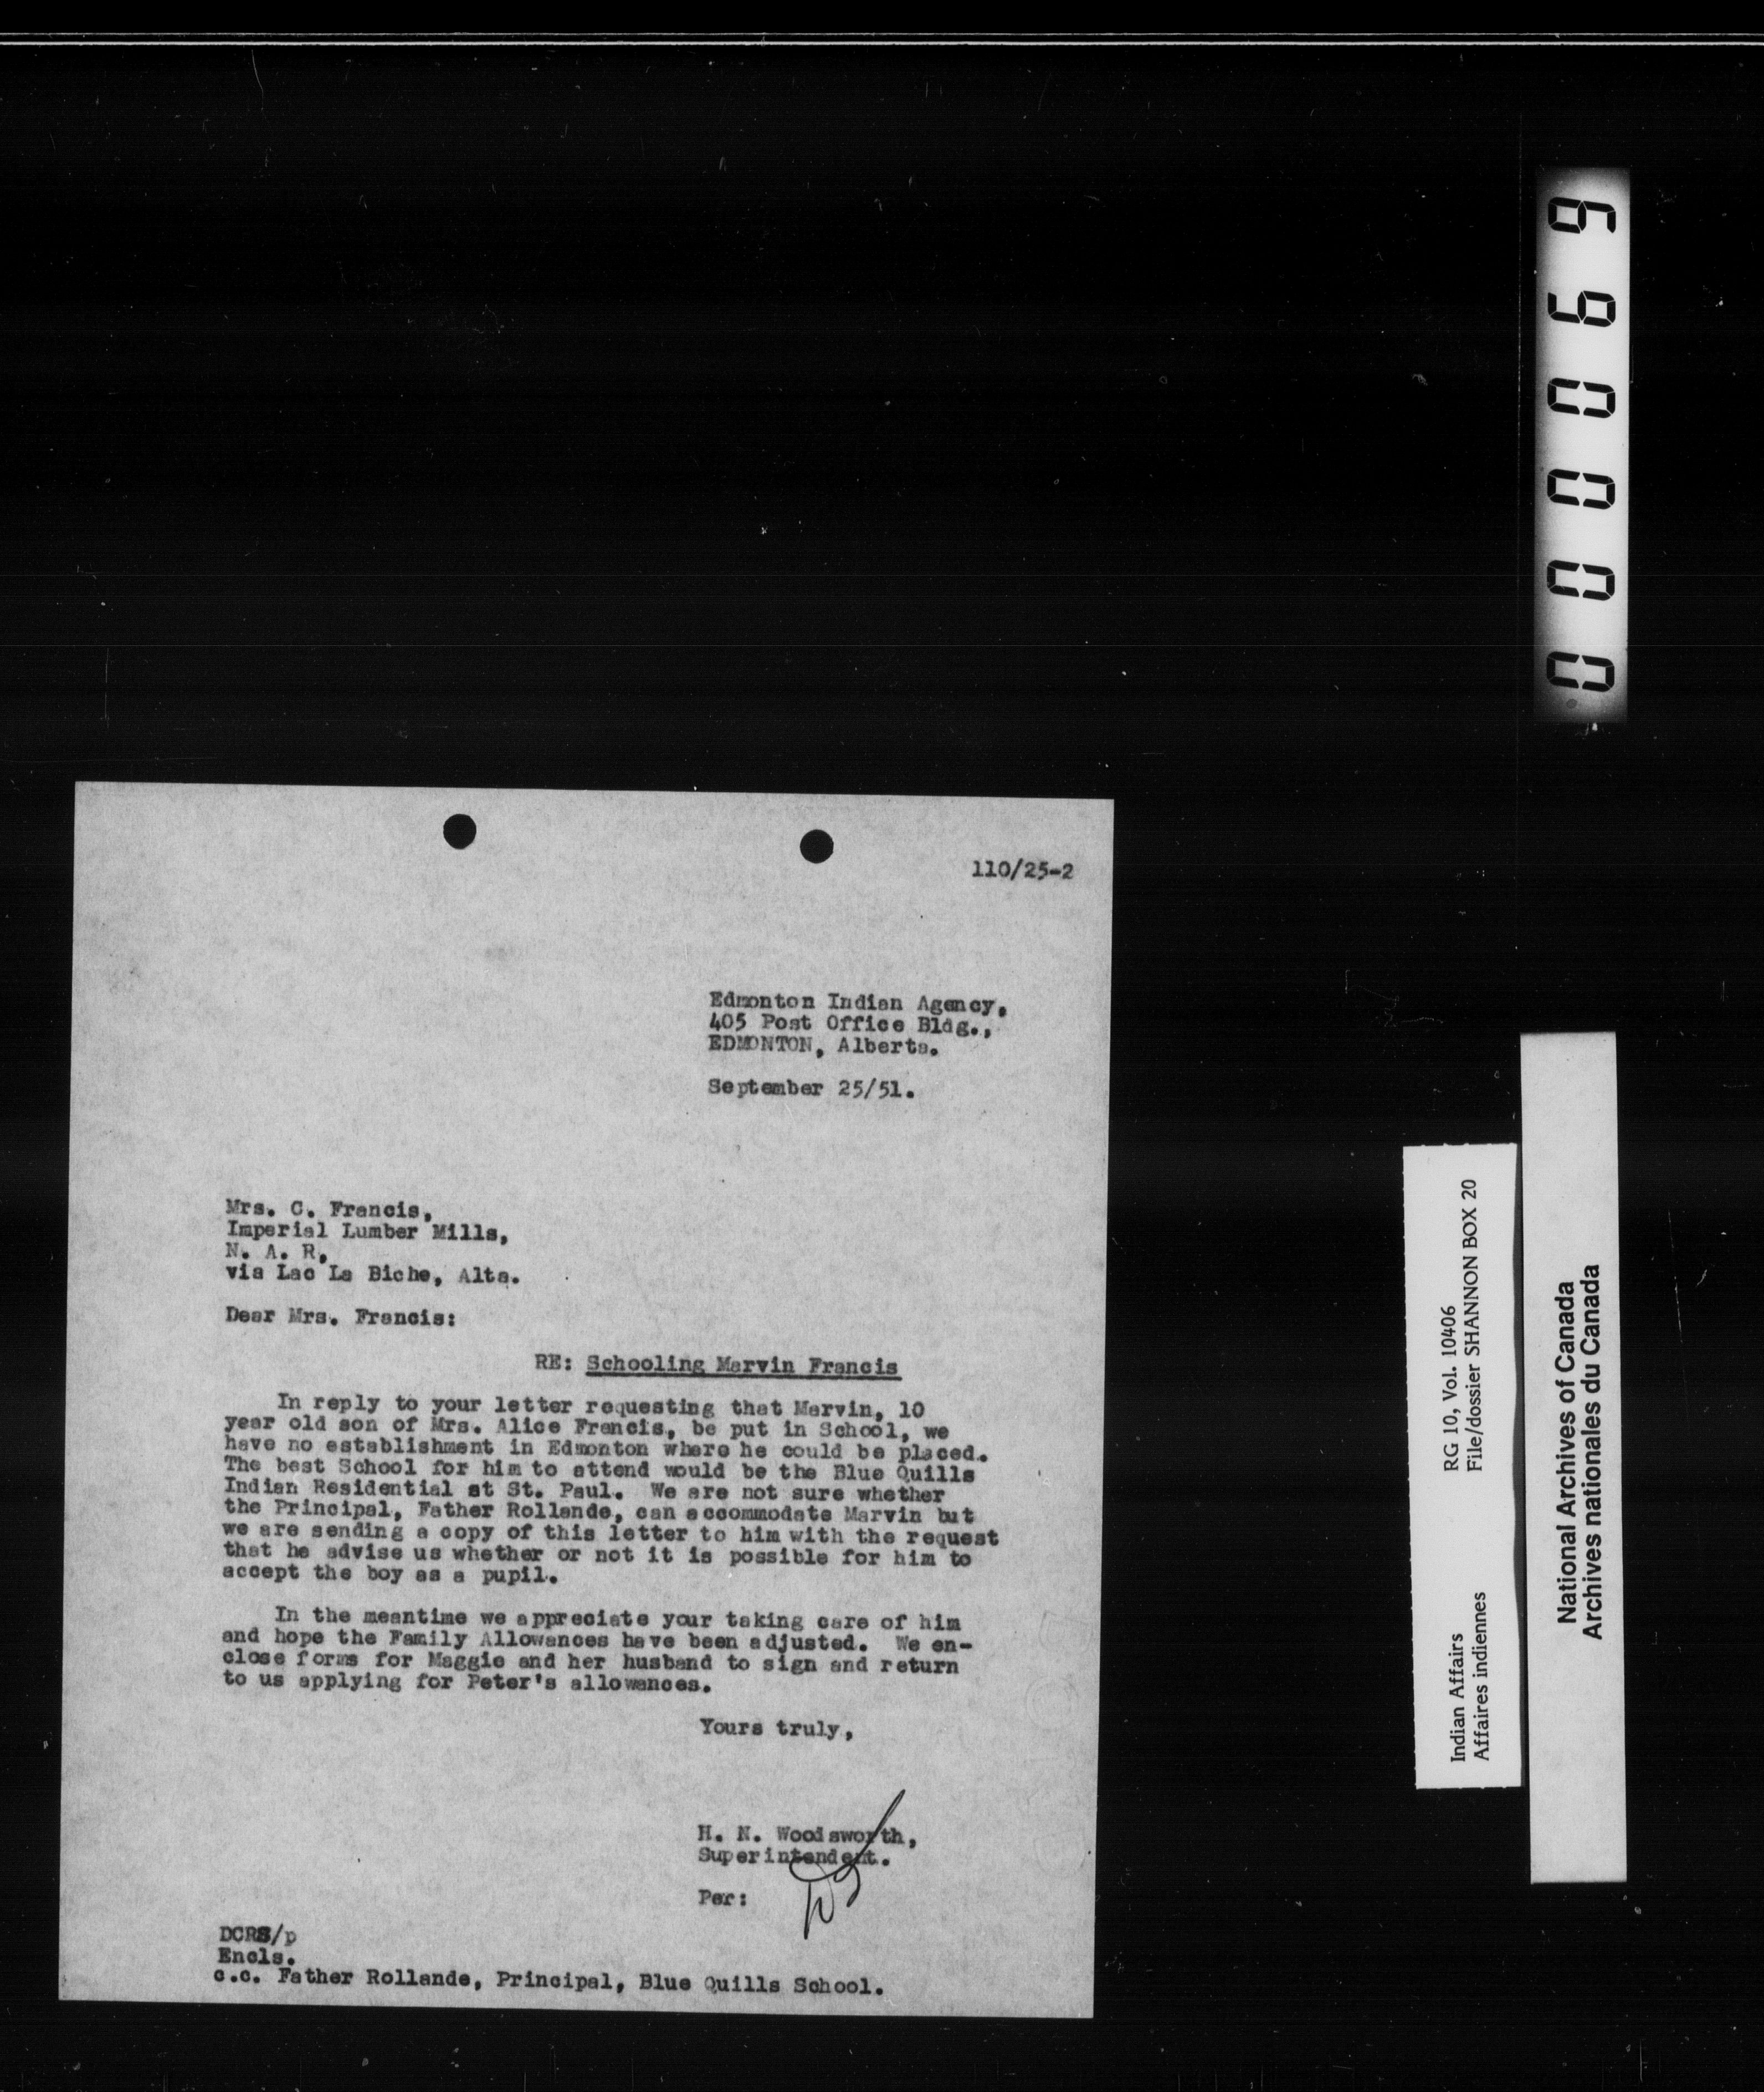 110/25-2
Edmonton Indian Agency,
405 Post Office Bldg.,
EDMONTON, Alberta.
September 25/51.
Mrs. C. Francis,
Imperial Lumber Mills,
N. A. R,
via Lac La Biche, Alta.
Dear Mrs. Francis:
RE: Schooling Marvin Francis
In reply to your letter requesting that Marvin, 10
year old son of Mrs. Alice Francis, be put in School, we
have no establishment in Edmonton where he could be placed.
The best School for him to attend would be the Blue Quills
Indian Residential at St. Paul. We are not sure whether
the Principal, Father Rollande, can accommodate Marvin but
we are sending a copy of this letter to him with the request
that he advise us whether or not it is possible for him to
accept the boy as a pupil.
In the meantime we appreciate your taking care of him
and hope the Family Allowances have been adjusted. We en-
close forms for Maggie and her husband to sign and return
to us applying for Peter's allowances.
Yours truly,
H. N. Woodsworth,
Superintendent.
Per:
DCRS/p
Encls.
c.c. Father Rollande, Principal, Blue Quills School.
000069
Indian Affairs RG 10, Vol. 10406
Affaires indiennes File/dossier SHANNON BOX 20
National Archives of Canada
Archives nationales du Canada